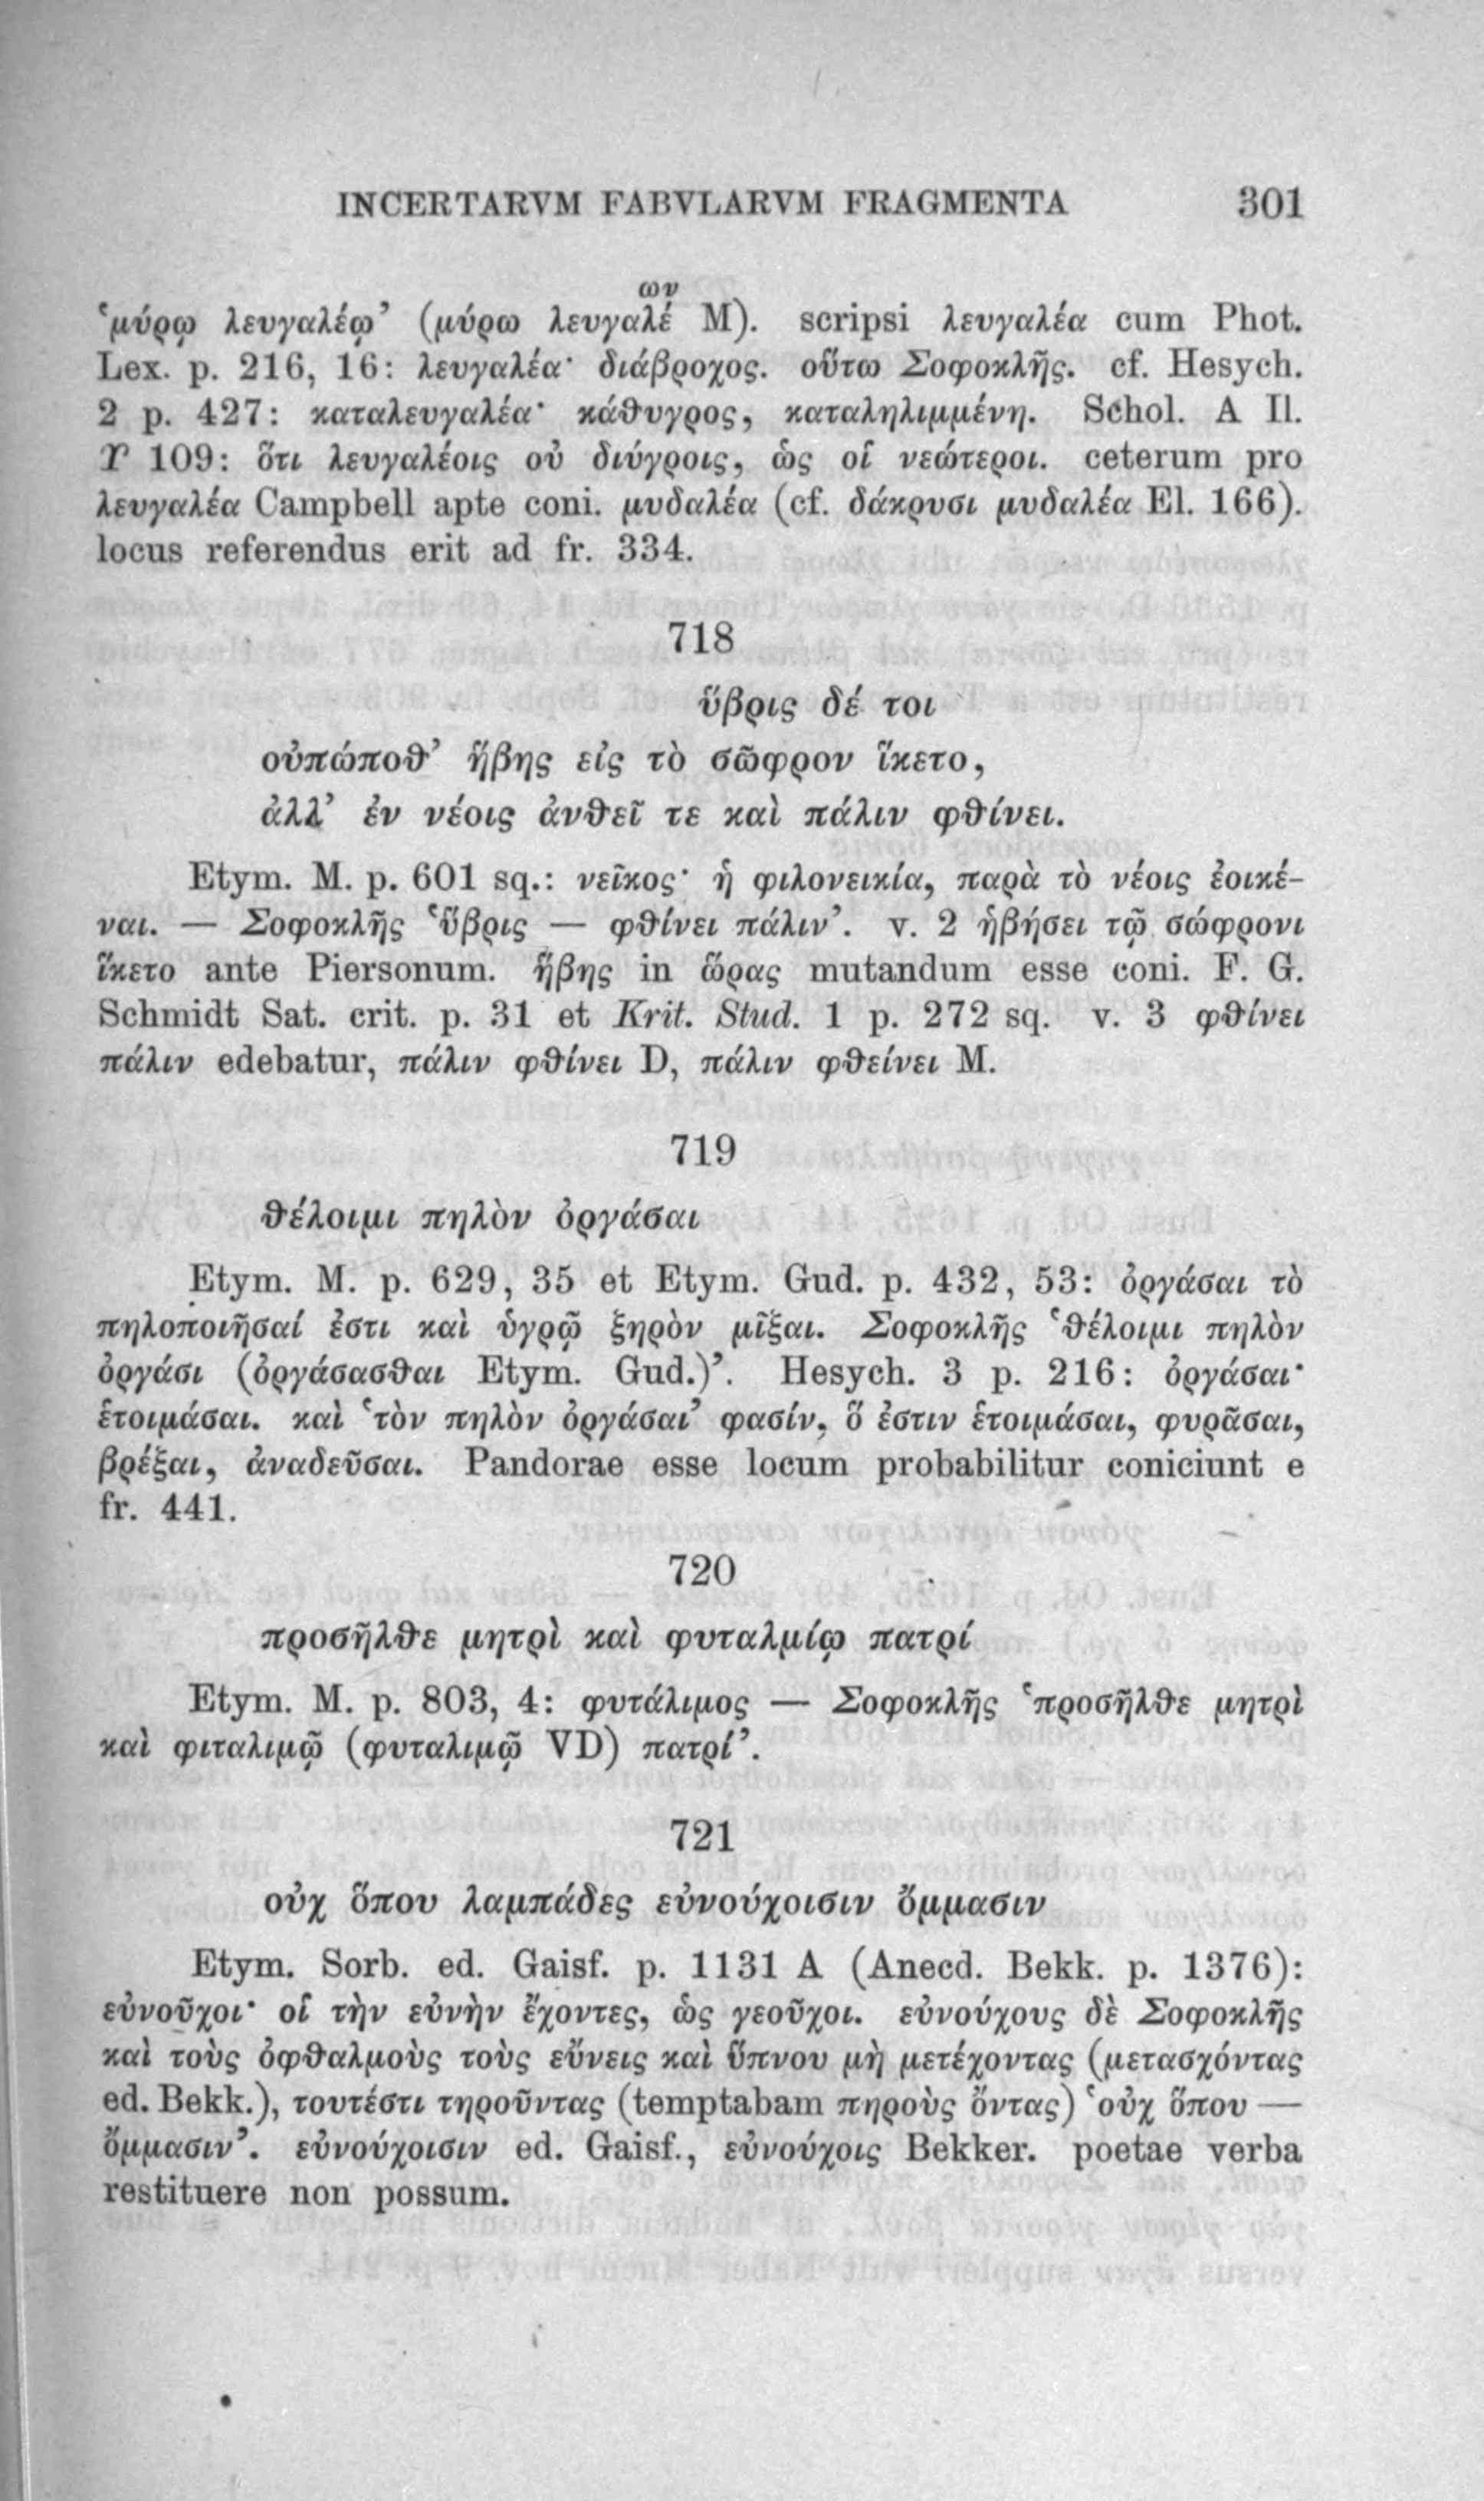 INCERTARVM FABVLARVM FRAGMENTA 301
ων
‘μύρῳ λευγαλέῳ’ (μύρω λευγαλέ M). scripsi λευγαλέα cum Phot.
Lex. p. 216, 16: λευγαλέα· διάβροχος. οὕτω Σοφοκλῆς. cf. Hesych.
2 p. 427: καταλευγαλέα· κάθυγρος, καταληλιμμένη. Schol. A Il.
Υ 109: ὅτι λευγαλέοις οὐ διύγροις, ὡς οἱ νεώτεροι. ceterum pro
λευγαλέα Campbell apte coni. μυδαλέα (cf. δάκρυσι μυδαλέα El. 166).
locus referendus erit ad fr. 334.
718
ὕβρις δέ τοι
οὐπώποθ’ ἥβης εἰς τὸ σῶφρον ἵκετο,
ἀλλ’ ἐν νέοις ἀνθεῖ τε καὶ πάλιν φθίνει.
Etym. M. p. 601 sq.: νεῖκος· ἡ φιλονεικία, παρὰ τὸ νέοις ἐοικέ-
ναι. — Σοφοκλῆς ‘ὕβρις — φθίνει πάλιν’. v. 2 ἡβήσει τῷ σώφρονι
ἵκετο ante Piersonum. ἥβης in ὥρας mutandum esse coni. F. G.
Schmidt Sat. crit. p. 31 et Krit. Stud. 1 p. 272 sq. v. 3 φθίνει
πάλιν edebatur, πάλιν φθίνει D, πάλιν φθείνει M.
719
θέλοιμι πηλὸν ὀργάσαι
Etym. M. p. 629, 35 et Etym. Gud. p. 432, 53: ὀργάσαι τὸ
πηλοποιῆσαί ἐστι καὶ ὑγρῷ ξηρὸν μῖξαι. Σοφοκλῆς ‘θέλοιμι πηλὸν
ὀργάσι (ὀργάσασθαι Etym. Gud.)’. Hesych. 3 p. 216: ὀργάσαι·
ἑτοιμάσαι. καὶ ‘τὸν πηλὸν ὀργάσαι’ φασίν, ὅ ἐστιν ἑτοιμάσαι, φυρᾶσαι,
βρέξαι, ἀναδεῦσαι. Pandorae esse locum probabilitur coniciunt e
fr. 441.
720
προσῆλθε μητρὶ καὶ φυταλμίῳ πατρί
Etym. M. p. 803, 4: φυτάλιμος — Σοφοκλῆς ‘προσῆλθε μητρὶ
καὶ φιταλιμῷ (φυταλιμῷ VD) πατρί’.
721
οὐχ ὅπου λαμπάδες εὐνούχοισιν ὄμμασιν
Etym. Sorb. ed. Gaisf. p. 1131 A (Anecd. Bekk. p. 1376):
εὐνοῦχοι· οἱ τὴν εὐνὴν ἔχοντες, ὡς γεοῦχοι. εὐνούχους δὲ Σοφοκλῆς
καὶ τοὺς ὀφθαλμοὺς τοὺς εὔνεις καὶ ὕπνου μὴ μετέχοντας (μετασχόντας
ed. Bekk.), τουτέστι τηροῦντας (temptabam πηροὺς ὄντας) ‘οὐχ ὅπου —
ὄμμασιν’. εὐνούχοισιν ed. Gaisf., εὐνούχοις Bekker. poetae verba
restituere non possum.